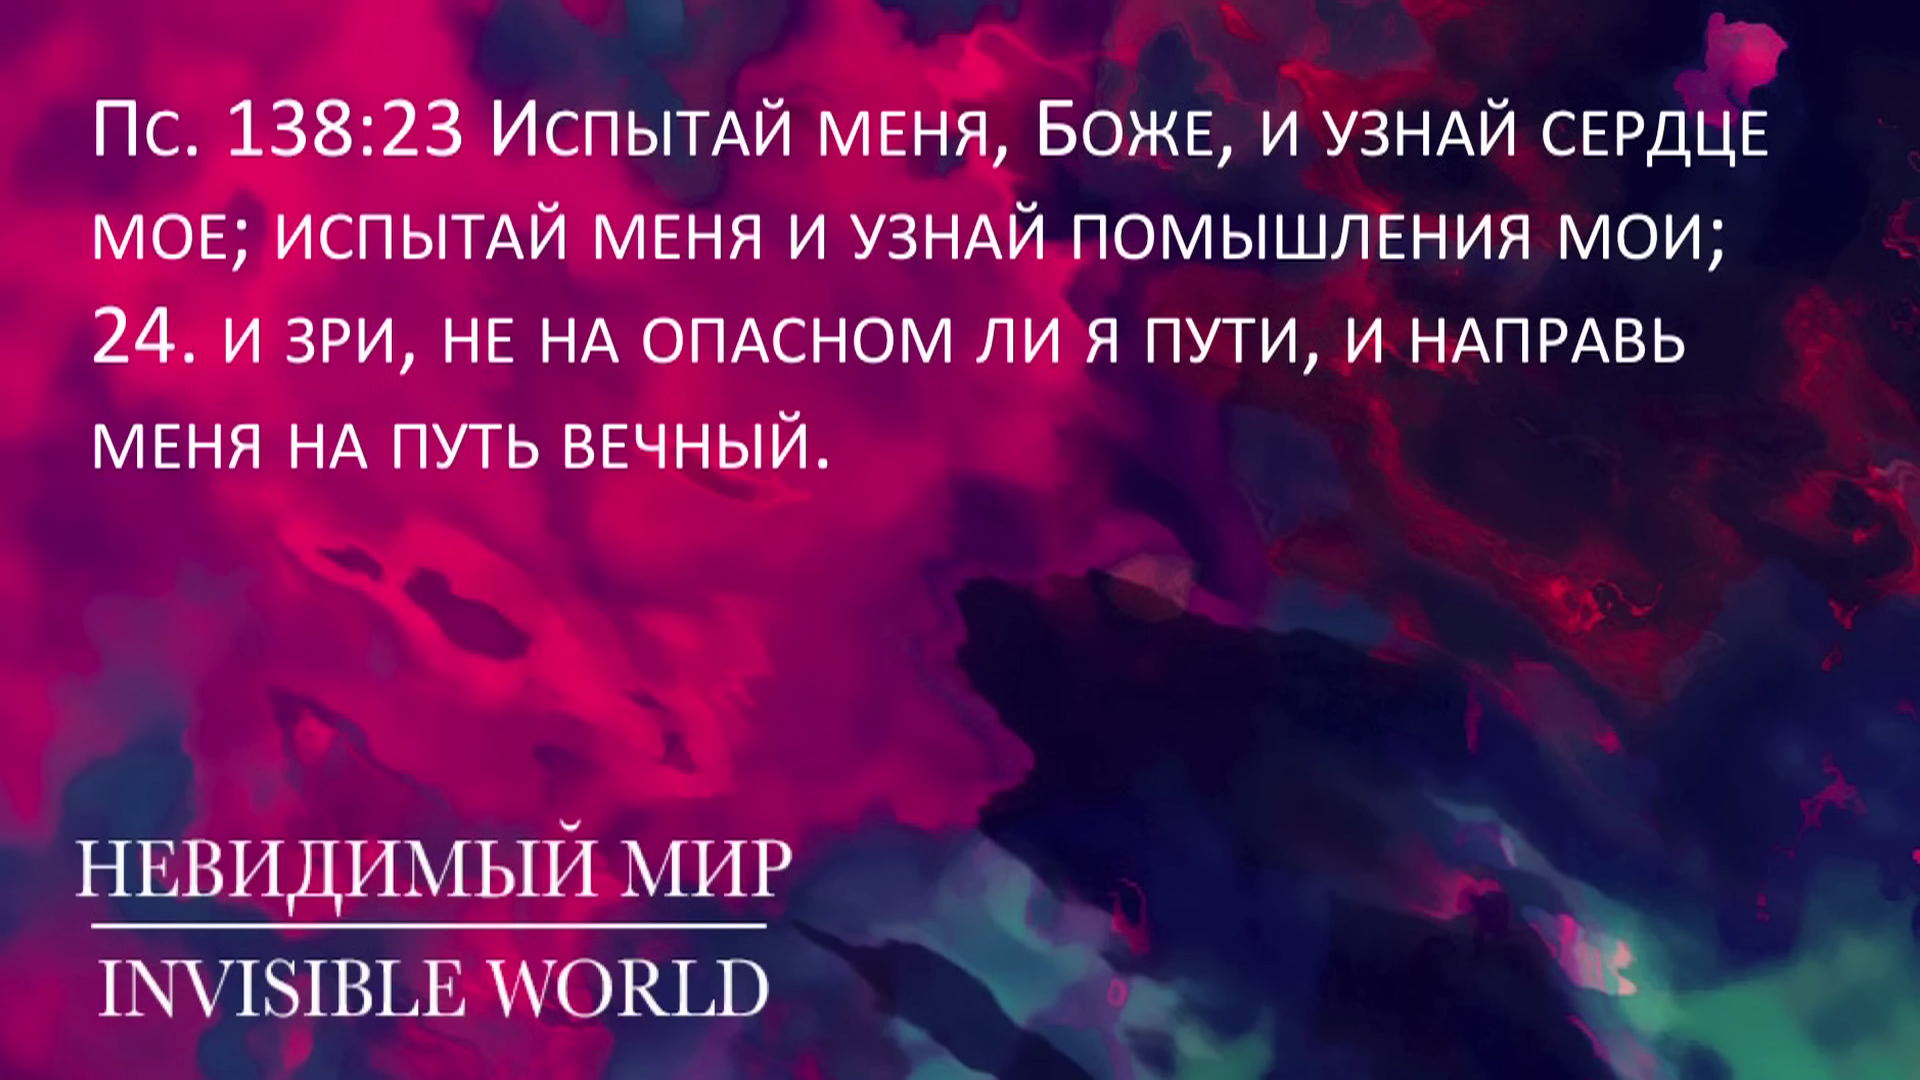 Пс. 138:23 Испытай меня, Боже, и узнай сердце
мое; испытай меня и узнай помышления мои;
24. и зри, не на опасном ли я пути, и направь
меня на путь вечный.
НЕВИДИМЫЙ МИР
INVISIBLE WORLD